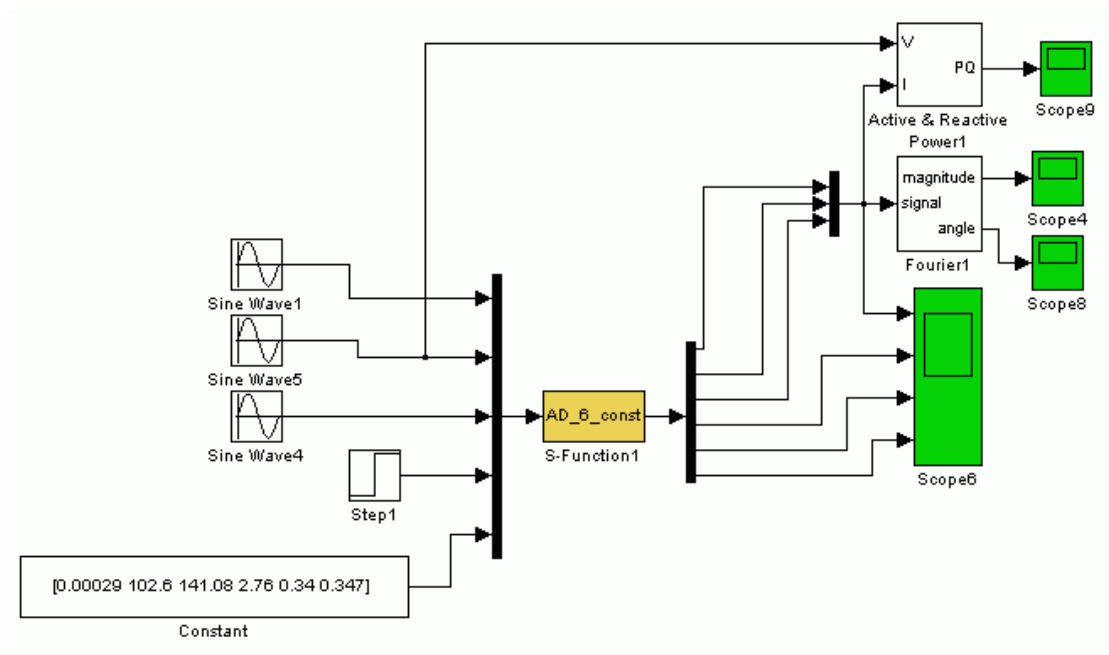 V
PQ
I
Scope9
Active & Reactive
Power1
magnitude
signal
angle
Scope4
Fourier1
Scope8
Sine Wave1
Sine Wave5
AD_6_const
Sine Wave4
S-Function1
Scope6
Step1
[0.00029 102.6 141.08 2.76 0.34 0.347]
Constant